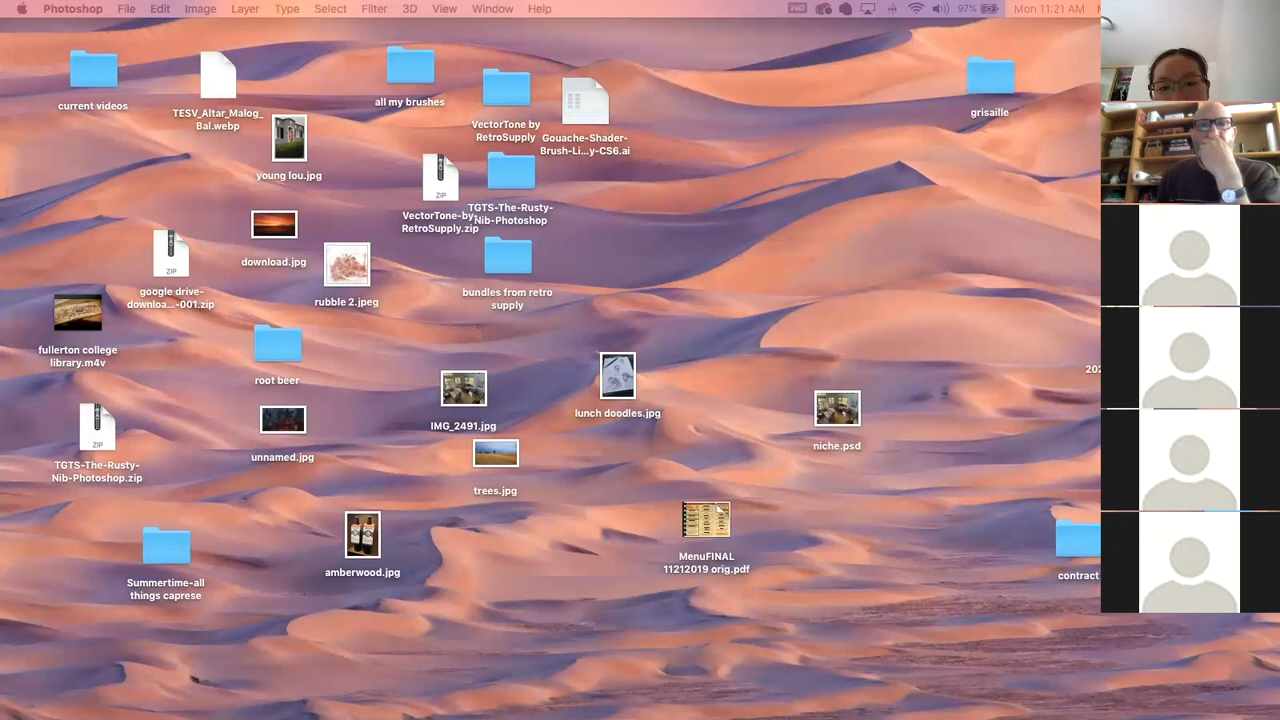 Photoshop File Edit Image Layer Type Select Filter 3D View Window Help 97% Mon 11:21 AM
current videos
TESV_Altar_Malog_
Bal.webp
all my brushes
VectorTone by
RetroSupply
Gouache-Shader-
Brush-Li...y-CS6.ai
grisaille
young lou.jpg
ZIP
VectorTone-by-
RetroSupply.zip
TGTS-The-Rusty-
Nib-Photoshop
download.jpg
ZIP
google drive-
downloa...-001.zip
rubble 2.jpeg
bundles from retro
supply
fullerton college
library.m4v
root beer
IMG_2491.jpg
lunch doodles.jpg
niche.psd
ZIP
TGTS-The-Rusty-
Nib-Photoshop.zip
unnamed.jpg
trees.jpg
Summertime-all
things caprese
amberwood.jpg
MenuFINAL
11212019 orig.pdf
contract